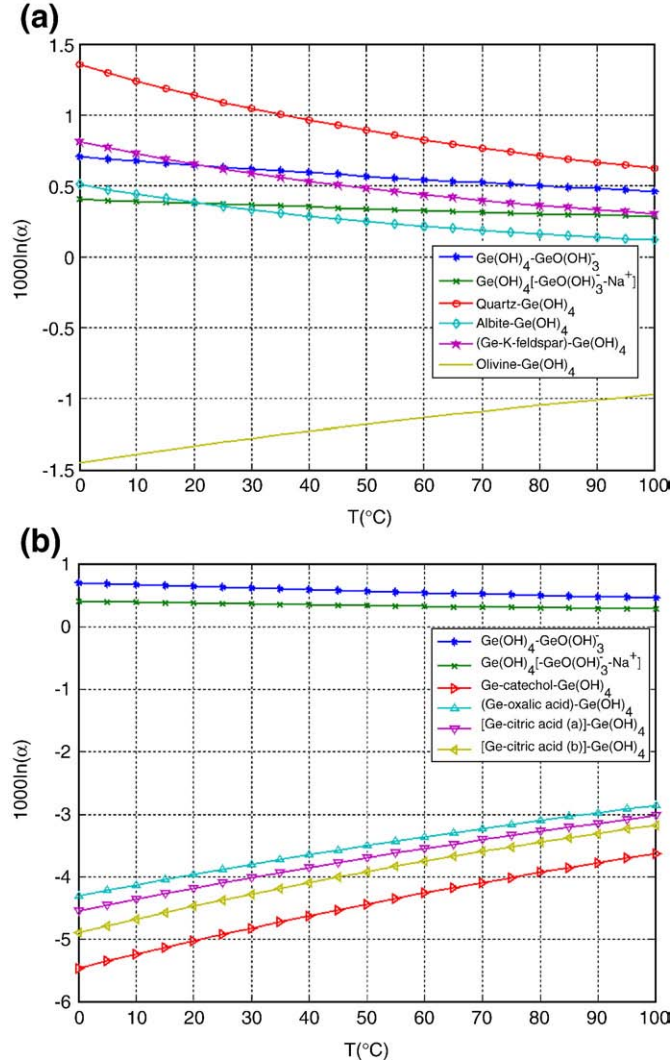 (a)
1.5
1
0.5
0
-0.5
-1
-1.5
1000ln(α)
Ge(OH)₄-GeO(OH)₃⁻
Ge(OH)₄[-GeO(OH)₃⁻-Na⁺]
Quartz-Ge(OH)₄
Albite-Ge(OH)₄
(Ge-K-feldspar)-Ge(OH)₄
Olivine-Ge(OH)₄
0 10 20 30 40 50 60 70 80 90 100
T(°C)
(b)
1
0
-1
-2
-3
-4
-5
-6
1000ln(α)
Ge(OH)₄-GeO(OH)₃⁻
Ge(OH)₄[-GeO(OH)₃⁻-Na⁺]
Ge-catechol-Ge(OH)₄
(Ge-oxalic acid)-Ge(OH)₄
[Ge-citric acid (a)]-Ge(OH)₄
[Ge-citric acid (b)]-Ge(OH)₄
0 10 20 30 40 50 60 70 80 90 100
T(°C)